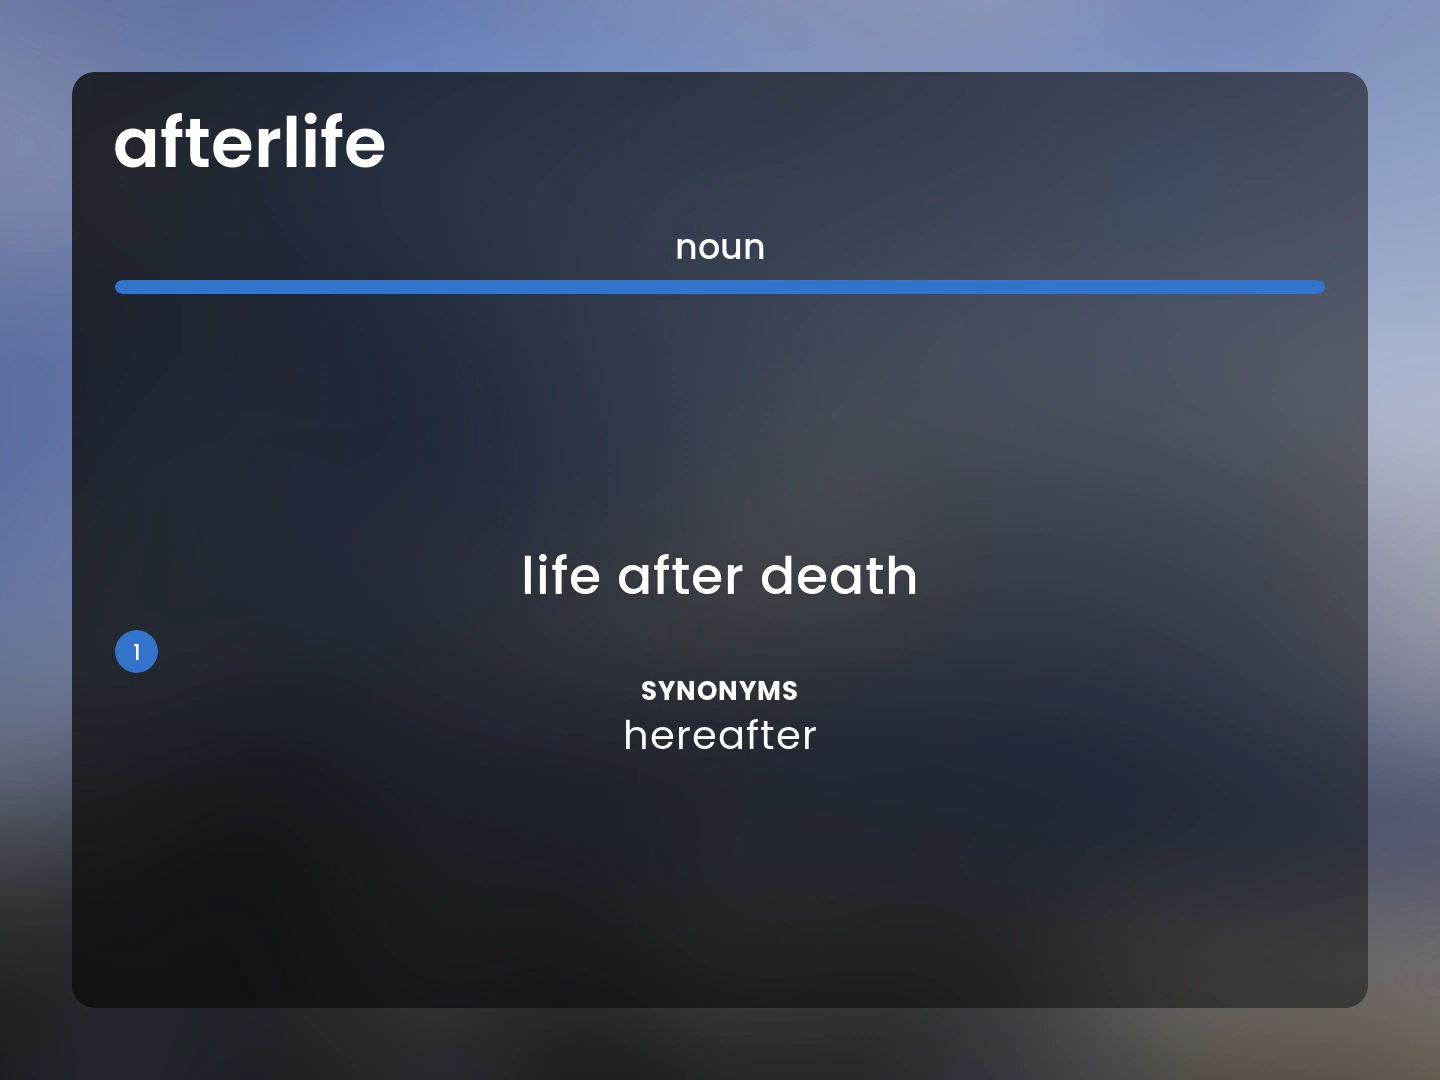 afterlife
noun
life after death
1
SYNONYMS
hereafter